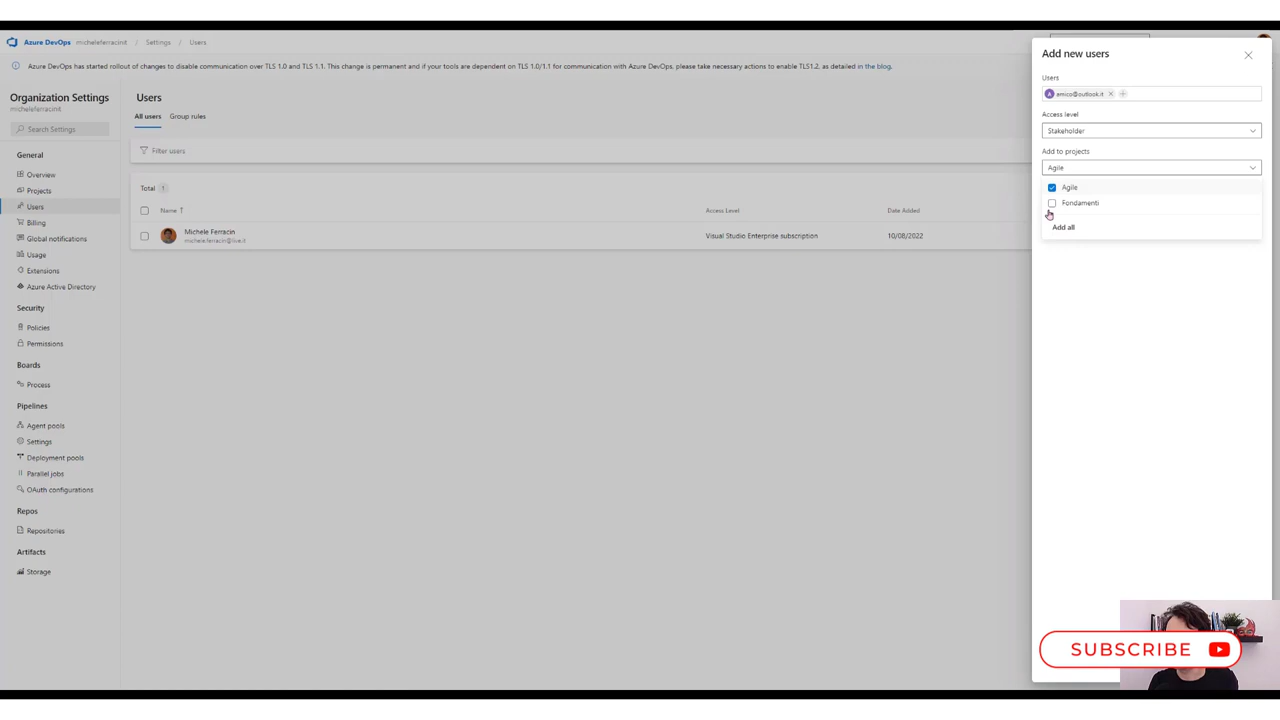 Azure DevOps micheleferracinit / Settings / Users
Azure DevOps has started rollout of changes to disable communication over TLS 1.0 and TLS 1.1. This change is permanent and if your tools are dependent on TLS 1.0/1.1 for communication with Azure DevOps, please take necessary actions to enable TLS1.2, as detailed in the blog.
Organization Settings
micheleferracinit
Search Settings
General
Overview
Projects
Users
Billing
Global notifications
Usage
Extensions
Azure Active Directory
Security
Policies
Permissions
Boards
Process
Pipelines
Agent pools
Settings
Deployment pools
Parallel jobs
OAuth configurations
Repos
Repositories
Artifacts
Storage
Users
All users Group rules
Filter users
Total 1
Name ↑ Access Level Date Added
Michele Ferracin Visual Studio Enterprise subscription 10/08/2022
michele.ferracin@live.it
Add new users
Users
A amico@outlook.it
Access level
Stakeholder
Add to projects
Agile
Agile
Fondamenti
Add all
SUBSCRIBE